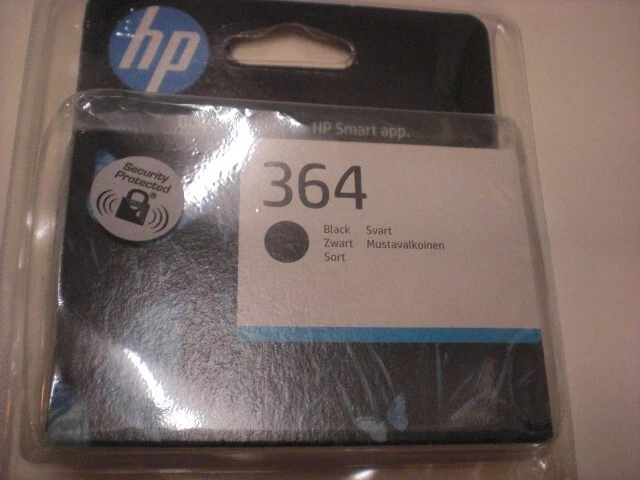 hp
HP Smart app.
Security
Protected®
364
Black Svart
Zwart Mustavalkoinen
Sort